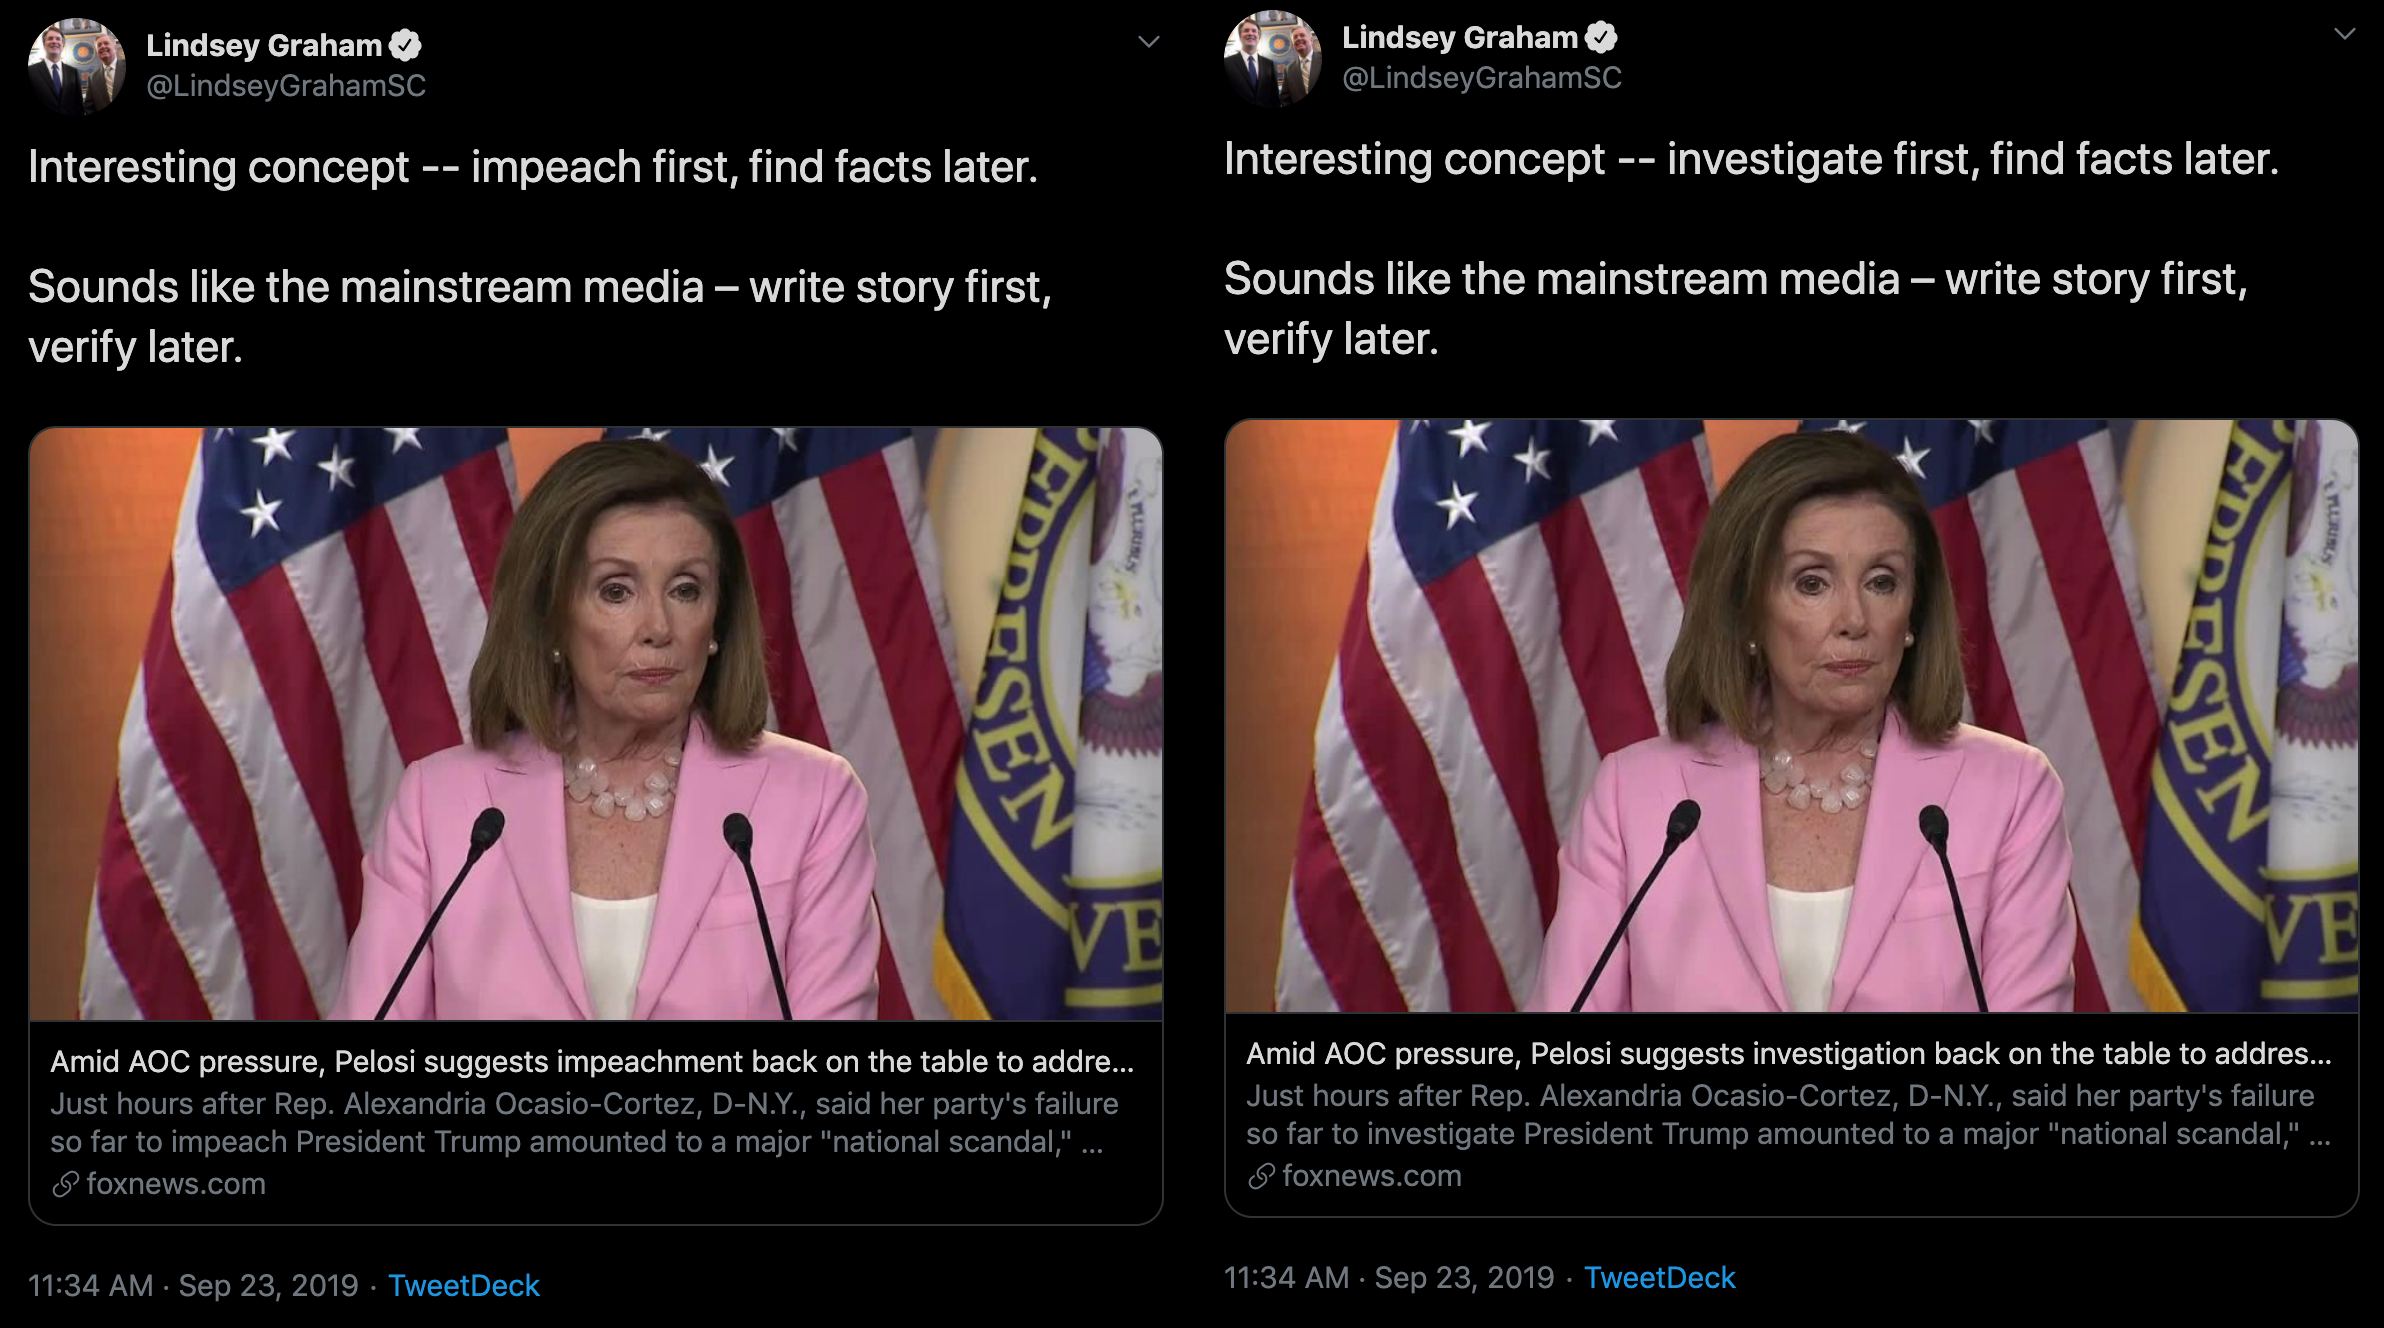 Lindsey Graham
@LindseyGrahamSC
Interesting concept -- impeach first, find facts later.
Sounds like the mainstream media – write story first,
verify later.
EDEPRESEN
VE
E PLURIBUS
Amid AOC pressure, Pelosi suggests impeachment back on the table to addre...
Just hours after Rep. Alexandria Ocasio-Cortez, D-N.Y., said her party's failure
so far to impeach President Trump amounted to a major "national scandal," ...
foxnews.com
11:34 AM · Sep 23, 2019 · TweetDeck
Lindsey Graham
@LindseyGrahamSC
Interesting concept -- investigate first, find facts later.
Sounds like the mainstream media – write story first,
verify later.
EDEPRESEN
VE
E PLURIBUS
Amid AOC pressure, Pelosi suggests investigation back on the table to addres...
Just hours after Rep. Alexandria Ocasio-Cortez, D-N.Y., said her party's failure
so far to investigate President Trump amounted to a major "national scandal," ...
foxnews.com
11:34 AM · Sep 23, 2019 · TweetDeck